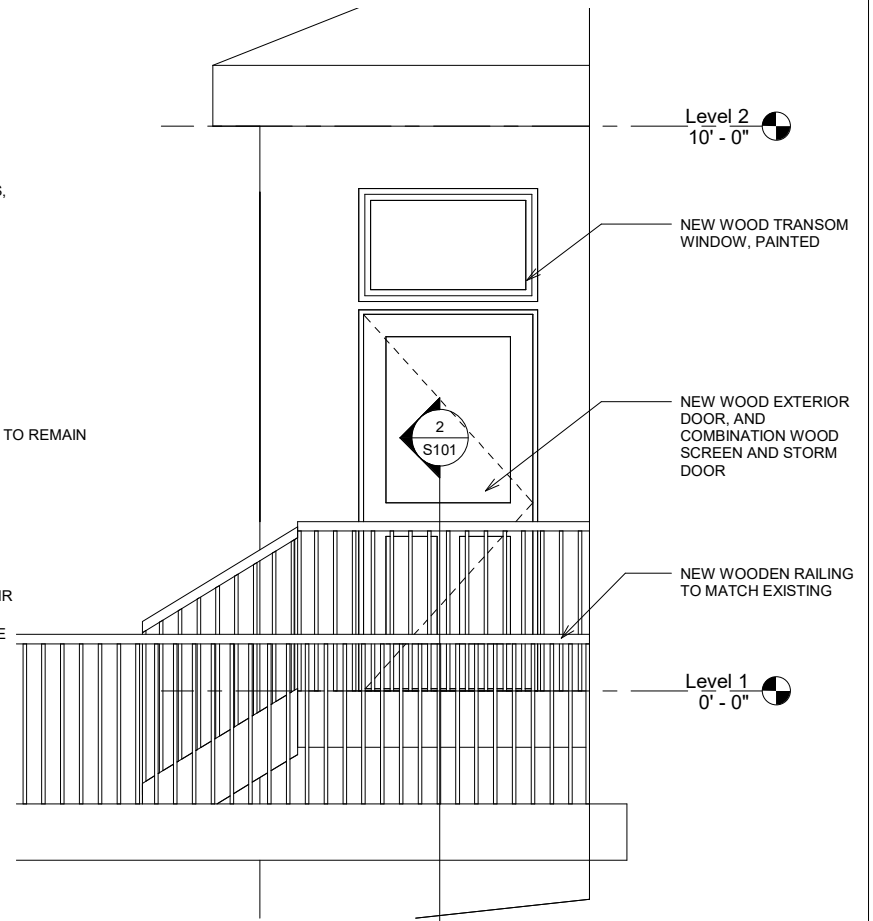 Level 2
10' - 0"
S,
NEW WOOD TRANSOM
WINDOW, PAINTED
NEW WOOD EXTERIOR
DOOR, AND
COMBINATION WOOD
SCREEN AND STORM
DOOR
2
S101
TO REMAIN
NEW WOODEN RAILING
TO MATCH EXISTING
IR
E
Level 1
0' - 0"